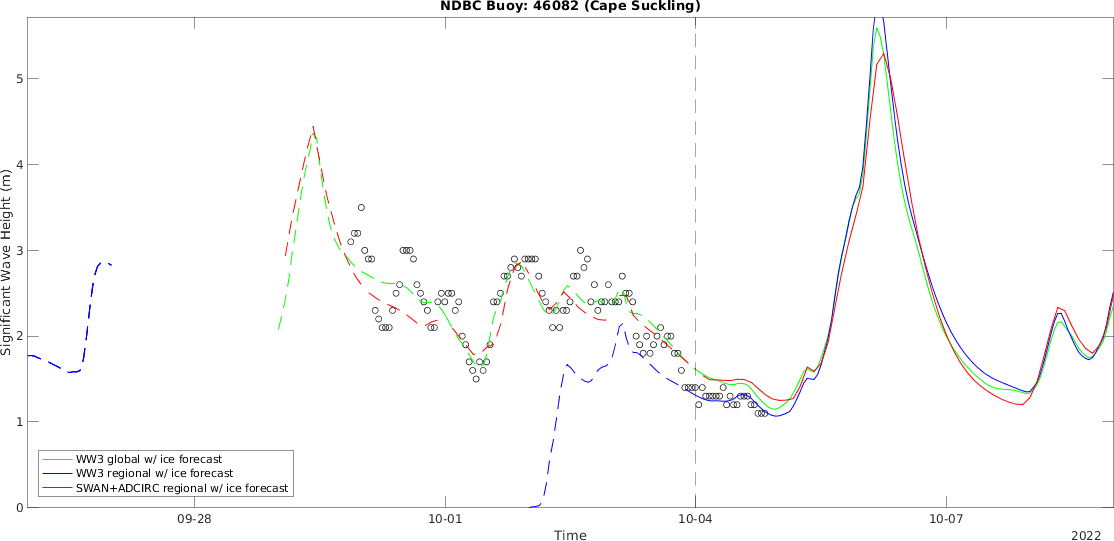 NDBC Buoy: 46082 (Cape Suckling)
Significant Wave Height (m)
5
4
3
2
1
0
WW3 global w/ ice forecast
WW3 regional w/ ice forecast
SWAN+ADCIRC regional w/ ice forecast
09-28
10-01
10-04
10-07
Time
2022